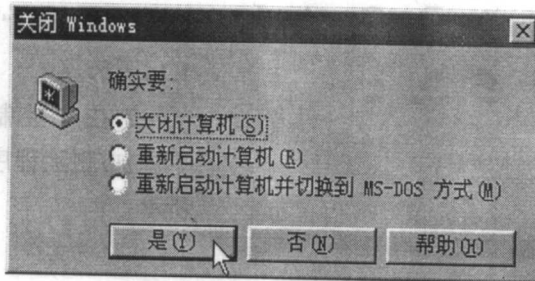 关闭 Windows
确实要:
关闭计算机(S)
重新启动计算机(R)
重新启动计算机并切换到 MS-DOS 方式(M)
是(Y) 否(N) 帮助(H)